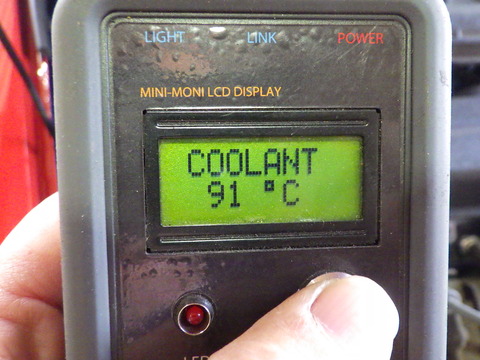 LIGHT LINK POWER
MINI-MONI LCD DISPLAY
COOLANT
91 °C